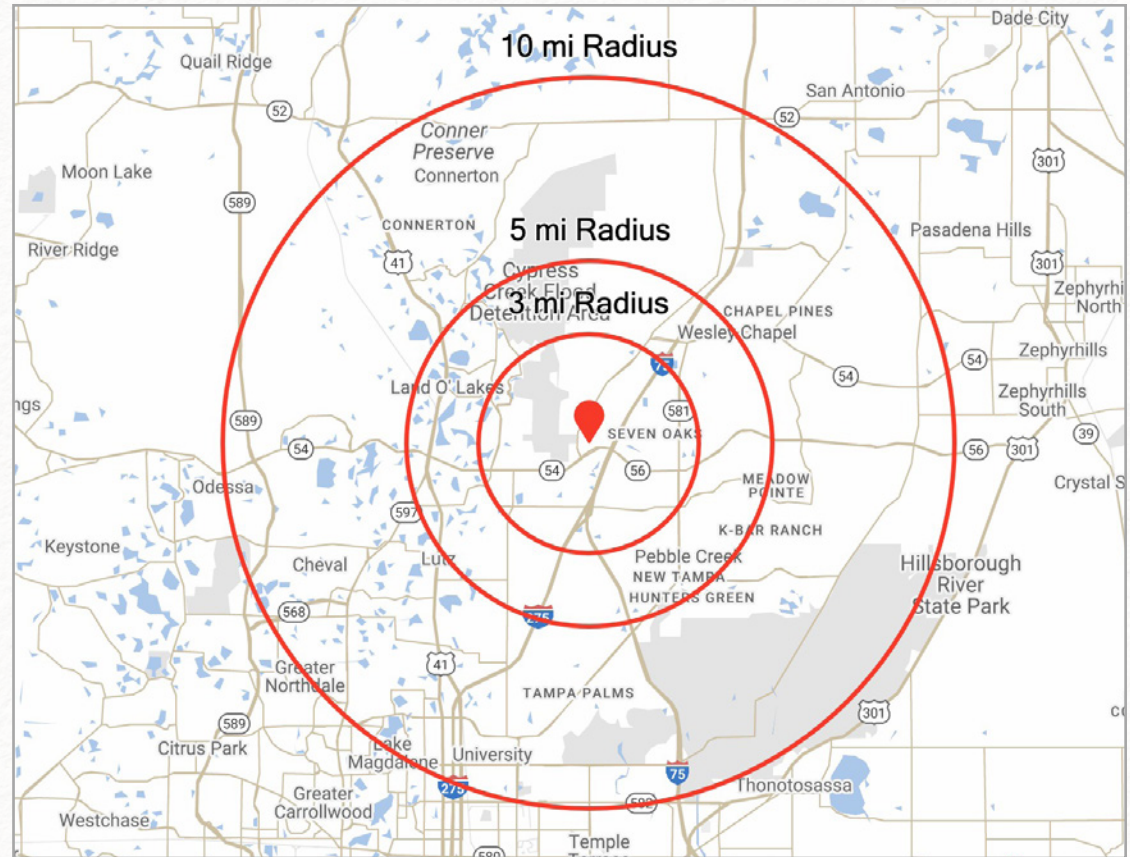 Dade City
10 mi Radius
Quail Ridge
San Antonio
52
52
Conner
Preserve
Connerton
301
Moon Lake
589
CONNERTON
5 mi Radius
Pasadena Hills
River Ridge
41
301
Cypress
Creek Flood
Detention Area
3 mi Radius
Zephyrhi
North
CHAPEL PINES
Wesley Chapel
Zephyrhills
75
54
54
Land O' Lakes
Zephyrhills
South
ngs
581
589
SEVEN OAKS
39
54
56
301
54
56
Odessa
MEADOW
POINTE
Crystal S
597
K-BAR RANCH
Keystone
Cheval
Lutz
Pebble Creek
Hillsborough
River
State Park
NEW TAMPA
HUNTERS GREEN
568
275
41
Greater
Northdale
TAMPA PALMS
301
589
Citrus Park
Lake
Magdalene
University
75
275
Thonotosassa
Greater
Carrollwood
582
Westchase
Temple
580